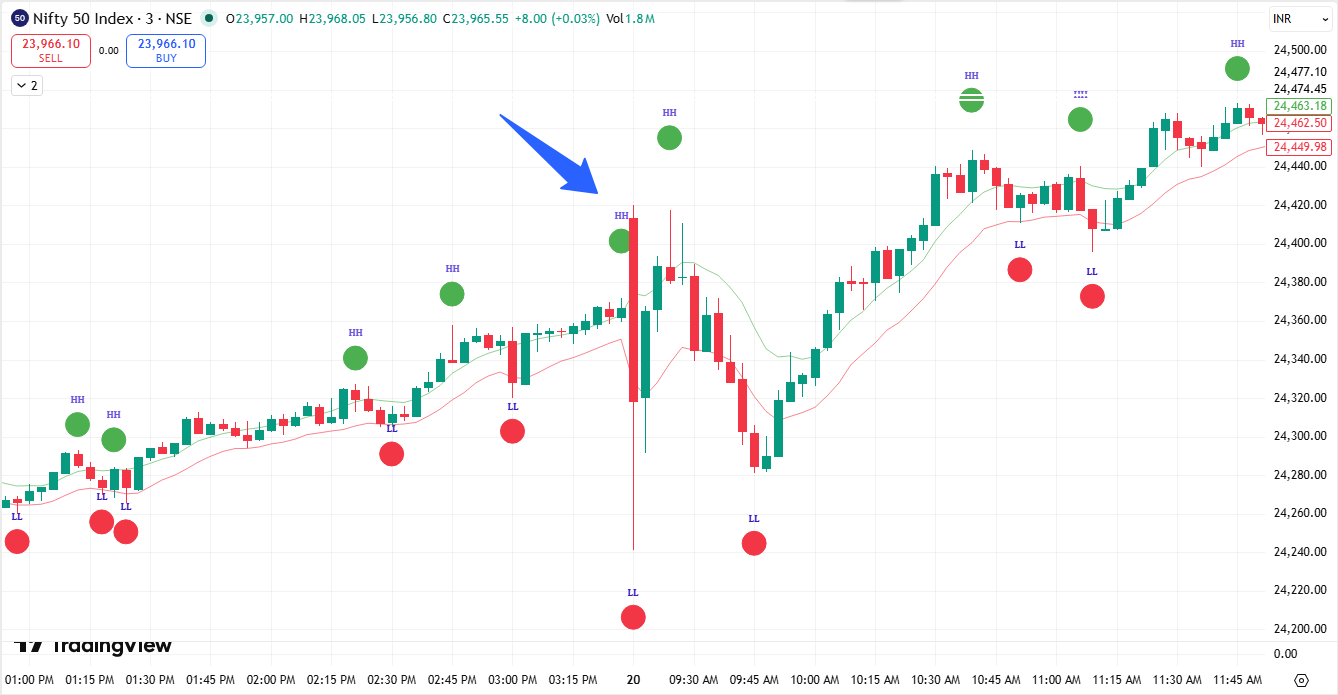 50 Nifty 50 Index · 3 · NSE O23,957.00 H23,968.05 L23,956.80 C23,965.55 +8.00 (+0.03%) Vol1.8 M
INR
23,966.10
SELL
0.00
23,966.10
BUY
2
HH
HH
HH
HH
HH
HH
HH
HH
HH
HH
LL
LL
LL
LL
LL
LL
LL
LL
LL
24,500.00
24,477.10
24,474.45
24,463.18
24,462.50
24,449.98
24,440.00
24,420.00
24,400.00
24,380.00
24,360.00
24,340.00
24,320.00
24,300.00
24,280.00
24,260.00
24,240.00
24,220.00
24,200.00
0.00
TradingView
01:00 PM 01:15 PM 01:30 PM 01:45 PM 02:00 PM 02:15 PM 02:30 PM 02:45 PM 03:00 PM 03:15 PM 20 09:30 AM 09:45 AM 10:00 AM 10:15 AM 10:30 AM 10:45 AM 11:00 AM 11:15 AM 11:30 AM 11:45 AM